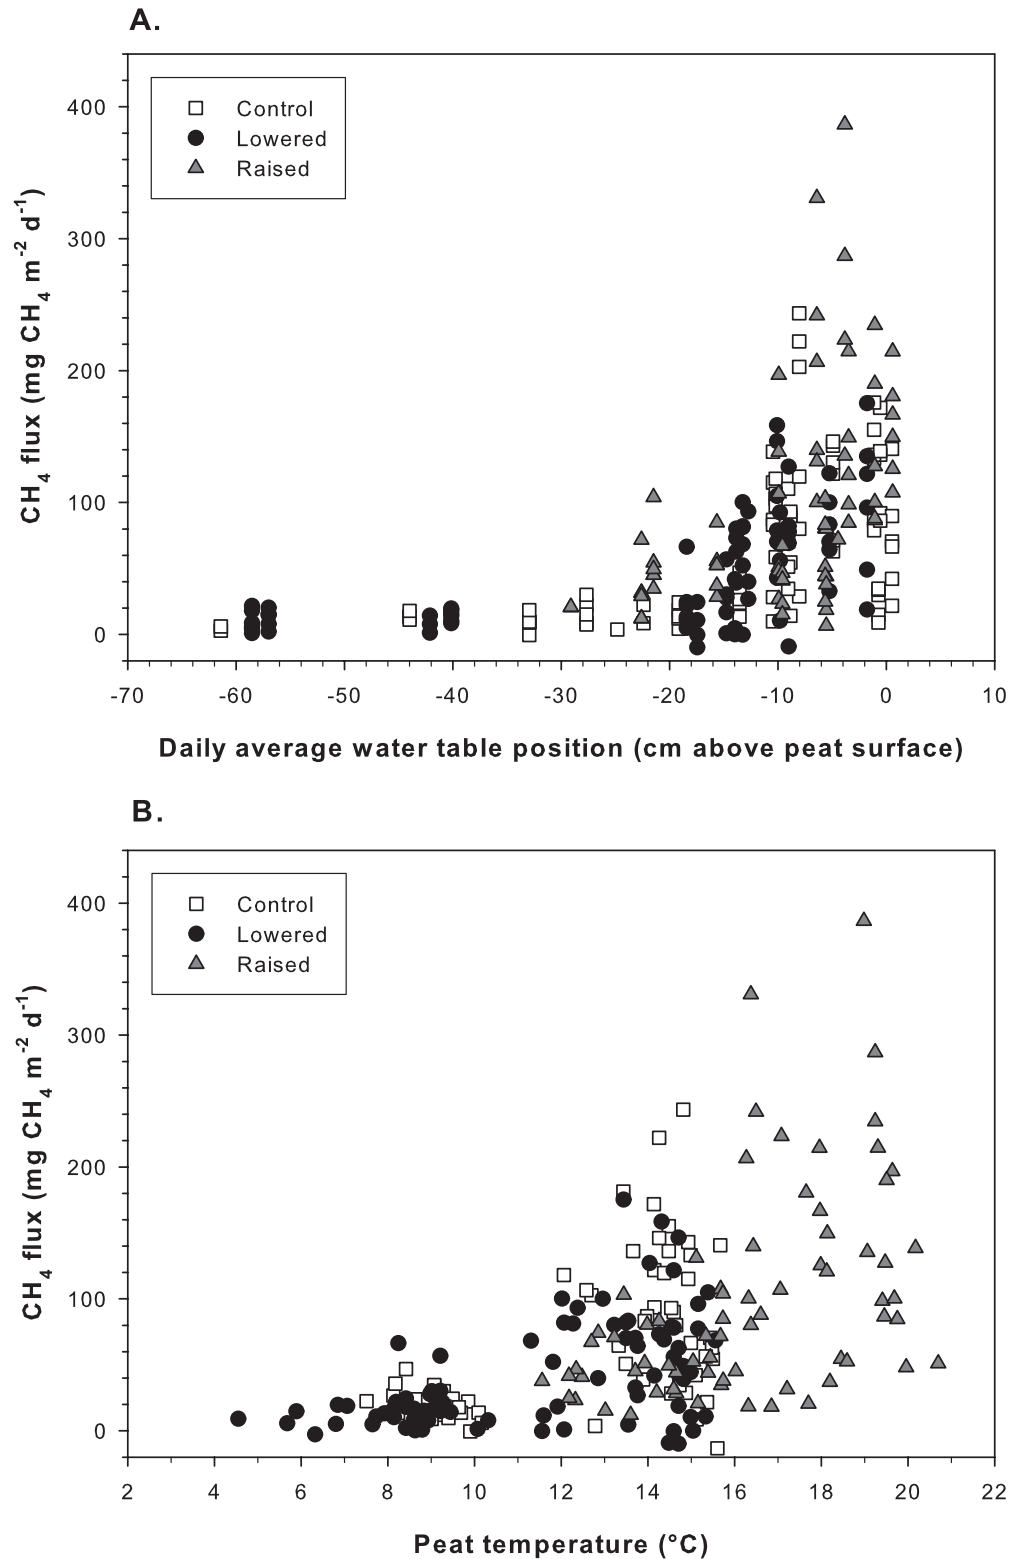 A.
400
300
200
100
0
CH4 flux (mg CH4 m-2 d-1)
Control
Lowered
Raised
-70 -60 -50 -40 -30 -20 -10 0 10
Daily average water table position (cm above peat surface)
B.
400
300
200
100
0
CH4 flux (mg CH4 m-2 d-1)
Control
Lowered
Raised
2 4 6 8 10 12 14 16 18 20 22
Peat temperature (°C)